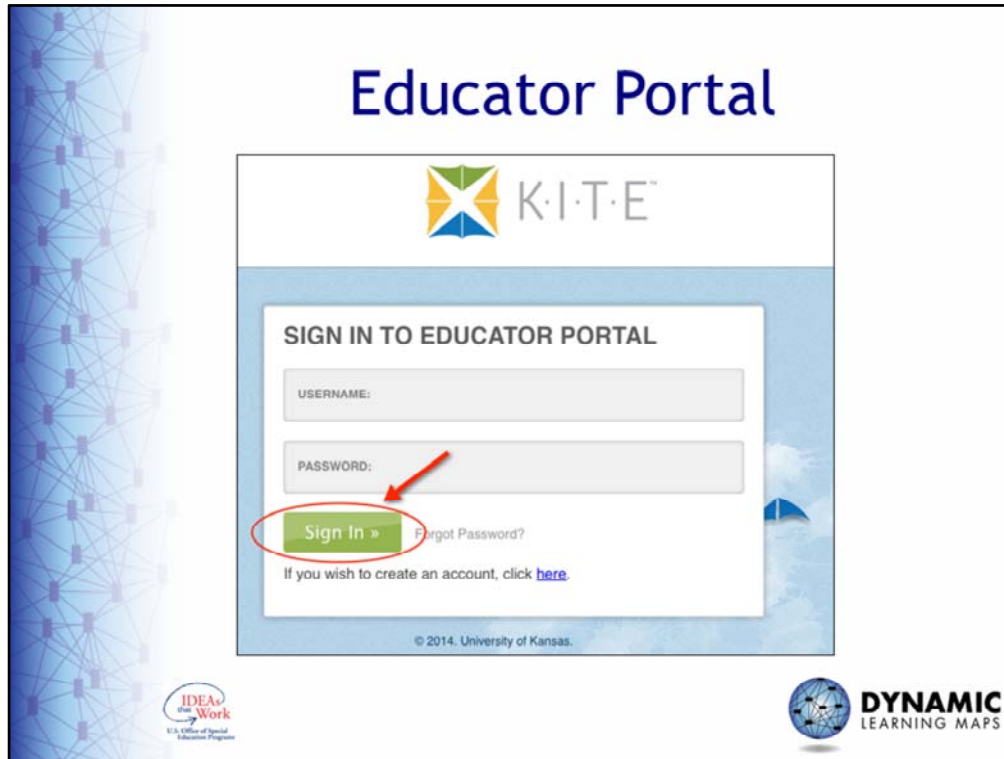 Educator Portal
K·I·T·E™
SIGN IN TO EDUCATOR PORTAL
USERNAME:
PASSWORD:
Sign In »
Forgot Password?
If you wish to create an account, click here.
© 2014. University of Kansas.
IDEAs
that Work
U.S. Office of Special
Education Programs
DYNAMIC
LEARNING MAPS